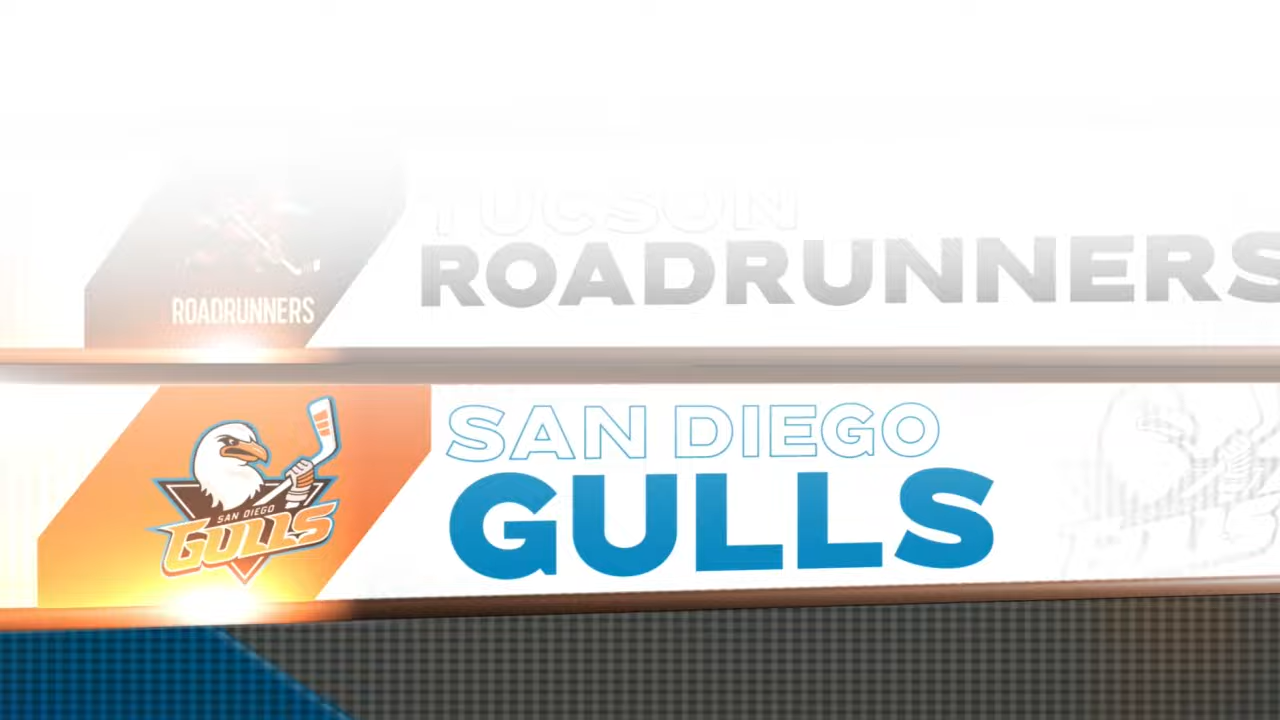 TUCSON
ROADRUNNERS
ROADRUNNERS
SAN DIEGO
GULLS
SAN DIEGO
GULLS